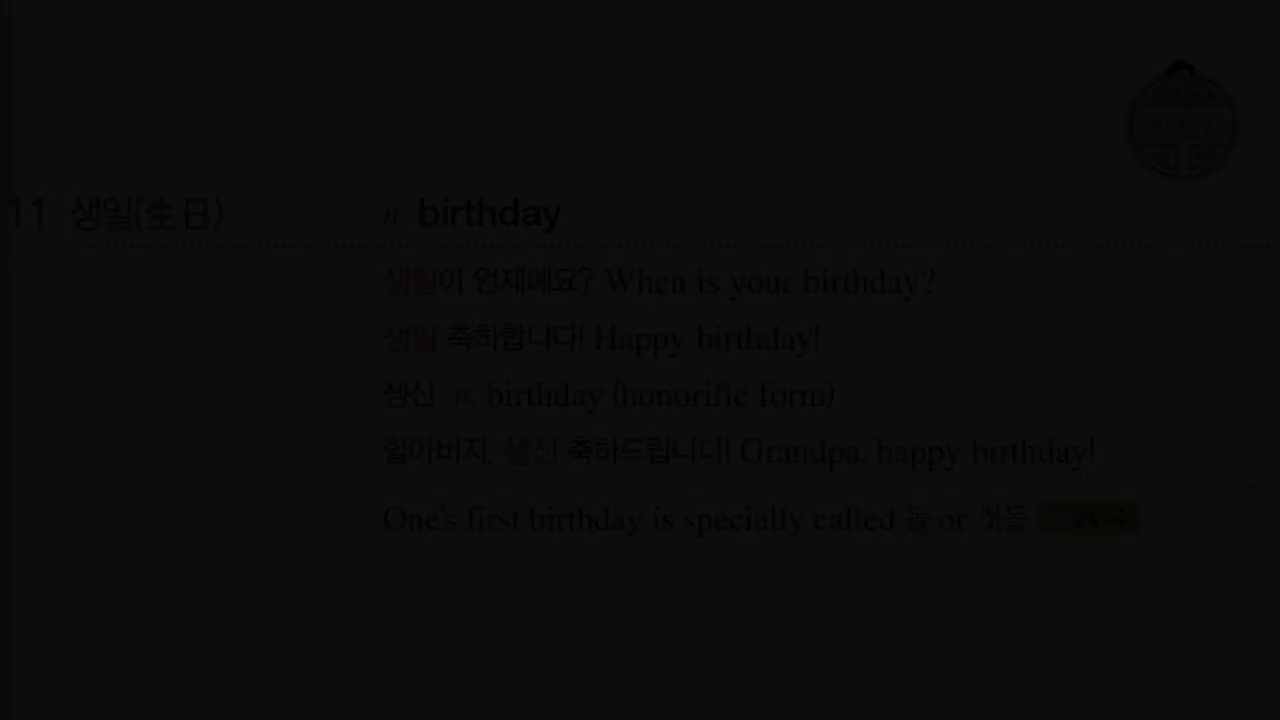 11 생일(生日) n. birthday
생일이 언제예요? When is your birthday?
생일 축하합니다! Happy birthday!
생신 n. birthday (honorific form)
할아버지, 생신 축하드립니다! Grandpa, happy birthday!
One's first birthday is specially called 돌 or 첫돌 24-4